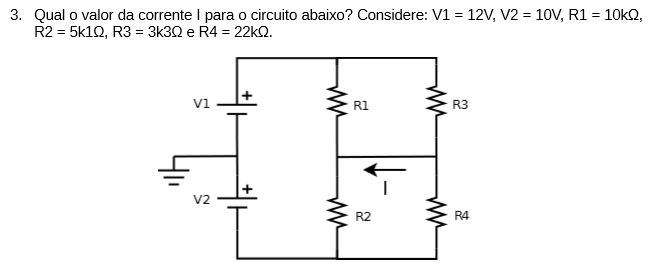 3. Qual o valor da corrente I para o circuito abaixo? Considere: V1 = 12V, V2 = 10V, R1 = 10kΩ,
R2 = 5k1Ω, R3 = 3k3Ω e R4 = 22kΩ.
V1 + R1 R3
I
V2 + R2 R4